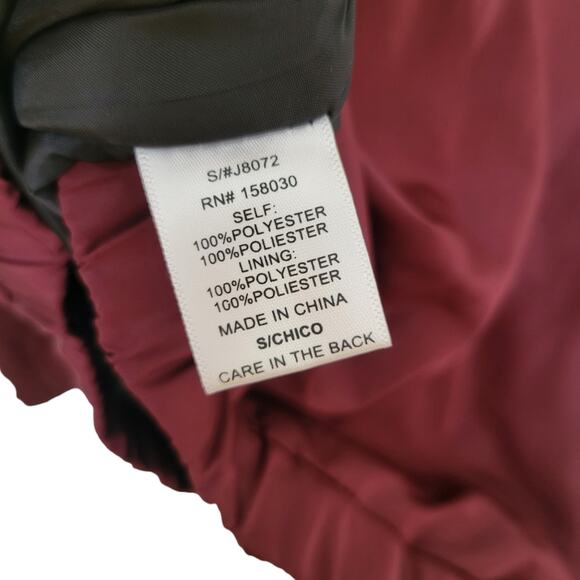 S/#J8072
RN# 158030
SELF:
100%POLYESTER
100%POLIESTER
LINING:
100%POLYESTER
100%POLIESTER
MADE IN CHINA
S/CHICO
CARE IN THE BACK